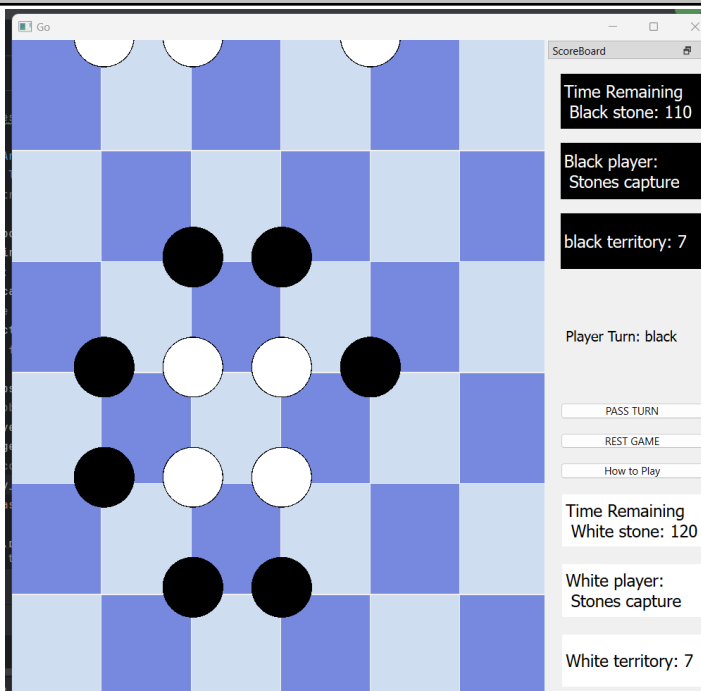 Go
ScoreBoard
Time Remaining
Black stone: 110
Black player:
Stones capture
black territory: 7
Player Turn: black
PASS TURN
REST GAME
How to Play
Time Remaining
White stone: 120
White player:
Stones capture
White territory: 7